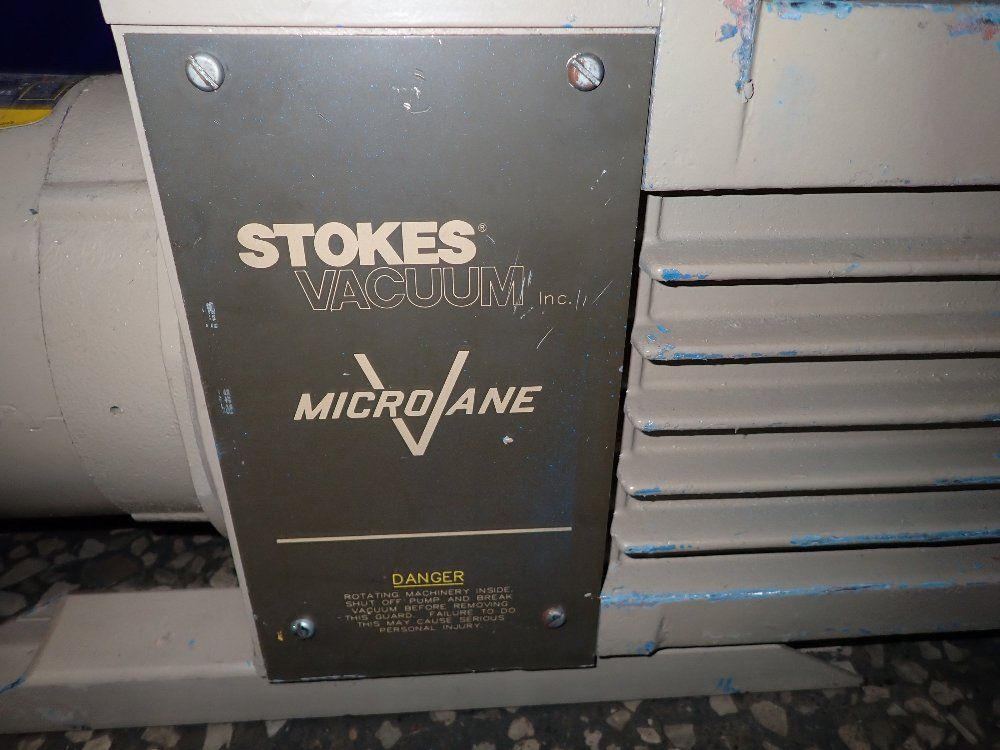 STOKES®
VACUUM Inc.
MICROVANE
DANGER
ROTATING MACHINERY INSIDE.
SHUT OFF PUMP AND BREAK
VACUUM BEFORE REMOVING
THIS GUARD. FAILURE TO DO
THIS MAY CAUSE SERIOUS
PERSONAL INJURY.